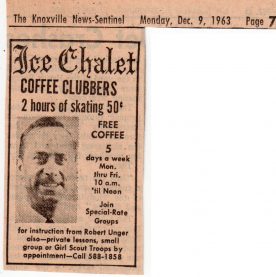 The Knoxville News-Sentinel Monday, Dec. 9, 1963 Page 7
Ice Chalet
COFFEE CLUBBERS
2 hours of skating 50¢
FREE
COFFEE
5
days a week
Mon.
thru Fri.
10 a.m.
'til Noon
Join
Special-Rate
Groups
for instruction from Robert Unger
also—private lessons, small
group or Girl Scout Troops by
appointment—Call 588-1858